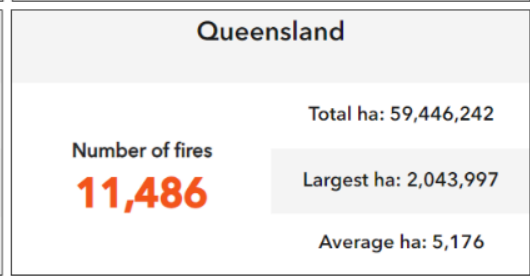 Queensland
Number of fires
11,486
Total ha: 59,446,242
Largest ha: 2,043,997
Average ha: 5,176